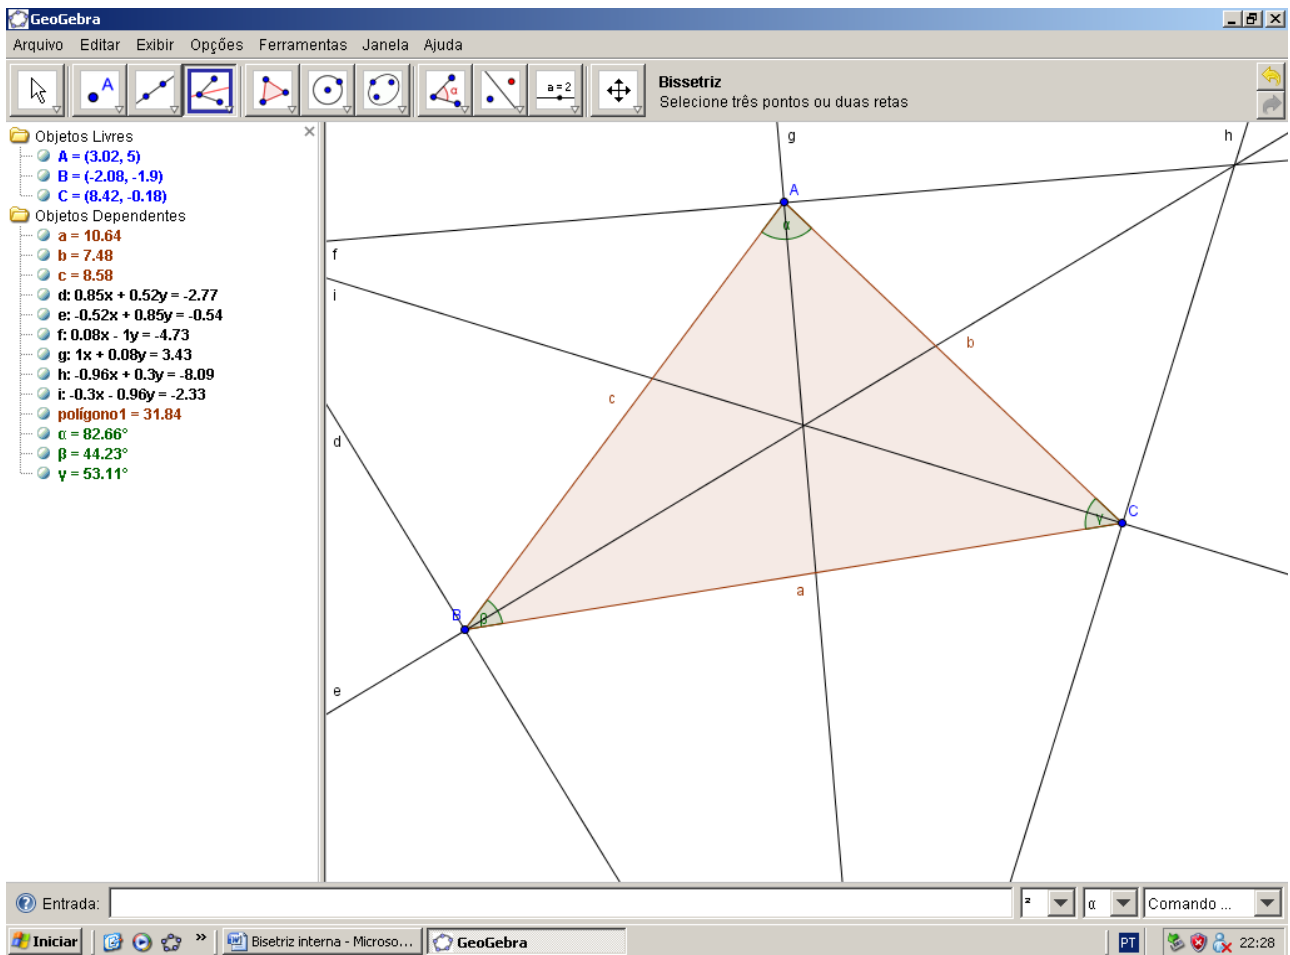 GeoGebra
Arquivo Editar Exibir Opções Ferramentas Janela Ajuda
A
α
a = 2
Bissetriz
Selecione três pontos ou duas retas
Objetos Livres
A = (3.02, 5)
B = (-2.08, -1.9)
C = (8.42, -0.18)
Objetos Dependentes
a = 10.64
b = 7.48
c = 8.58
d: 0.85x + 0.52y = -2.77
e: -0.52x + 0.85y = -0.54
f: 0.08x - 1y = -4.73
g: 1x + 0.08y = 3.43
h: -0.96x + 0.3y = -8.09
i: -0.3x - 0.96y = -2.33
polígono1 = 31.84
α = 82.66°
β = 44.23°
γ = 53.11°
g
h
A
α
f
i
b
c
d
C
γ
a
B
β
e
Entrada:
²
α
Comando ...
Iniciar
»
Bisetriz interna - Microso...
GeoGebra
PT
22:28